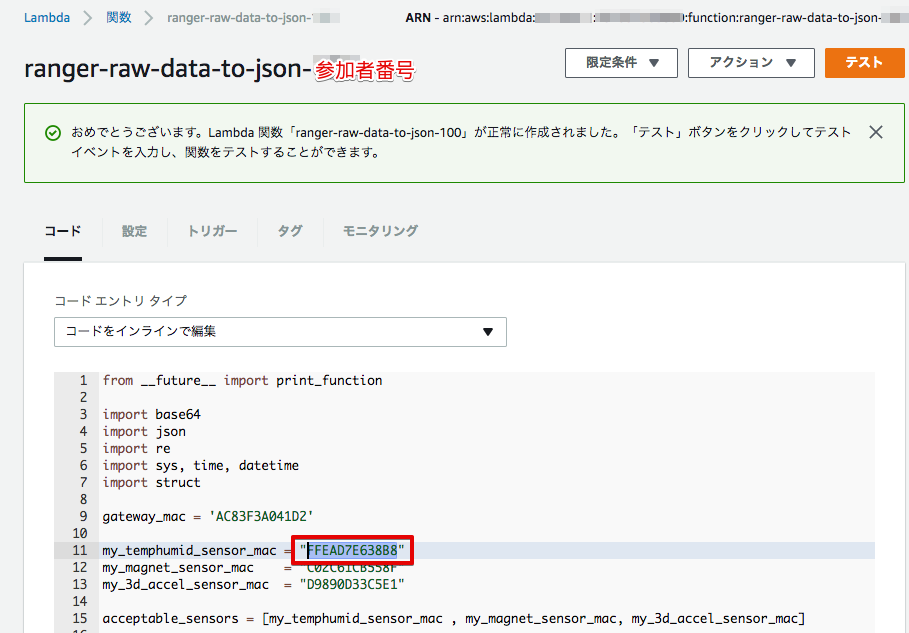 Lambda > 関数 > ranger-raw-data-to-json-
ARN - arn:aws:lambda: : :function:ranger-raw-data-to-json-
ranger-raw-data-to-json-参加者番号
限定条件 ▼ アクション ▼ テスト
おめでとうございます。Lambda 関数「ranger-raw-data-to-json-100」が正常に作成されました。「テスト」ボタンをクリックしてテスト
イベントを入力し、関数をテストすることができます。
コード 設定 トリガー タグ モニタリング
コード エントリ タイプ
コードをインラインで編集 ▼
1 from __future__ import print_function
2
3 import base64
4 import json
5 import re
6 import sys, time, datetime
7 import struct
8
9 gateway_mac = 'AC83F3A041D2'
10
11 my_temphumid_sensor_mac = "FFEAD7E638B8"
12 my_magnet_sensor_mac    = "C02C61CB558F"
13 my_3d_accel_sensor_mac  = "D9890D33C5E1"
14
15 acceptable_sensors = [my_temphumid_sensor_mac , my_magnet_sensor_mac, my_3d_accel_sensor_mac]